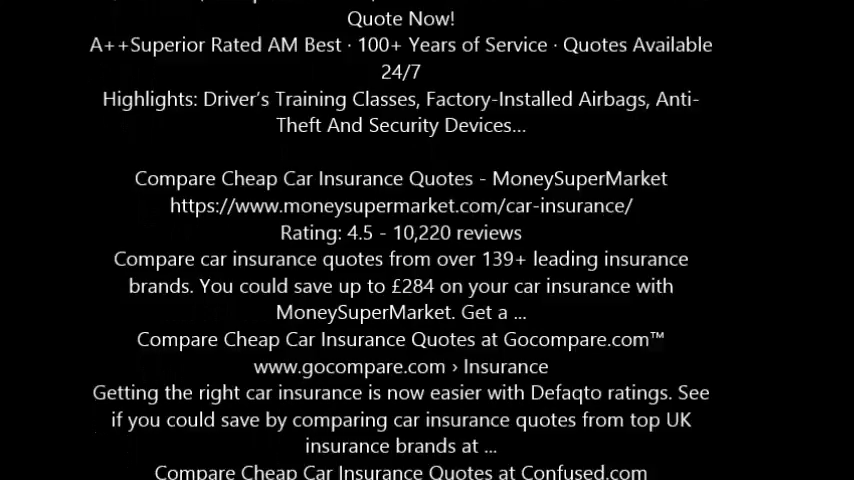 Quote Now!
A++Superior Rated AM Best · 100+ Years of Service · Quotes Available
24/7
Highlights: Driver’s Training Classes, Factory-Installed Airbags, Anti-
Theft And Security Devices…
Compare Cheap Car Insurance Quotes - MoneySuperMarket
https://www.moneysupermarket.com/car-insurance/
Rating: 4.5 - 10,220 reviews
Compare car insurance quotes from over 139+ leading insurance
brands. You could save up to £284 on your car insurance with
MoneySuperMarket. Get a ...
Compare Cheap Car Insurance Quotes at Gocompare.com™
www.gocompare.com › Insurance
Getting the right car insurance is now easier with Defaqto ratings. See
if you could save by comparing car insurance quotes from top UK
insurance brands at ...
Compare Cheap Car Insurance Quotes at Confused.com